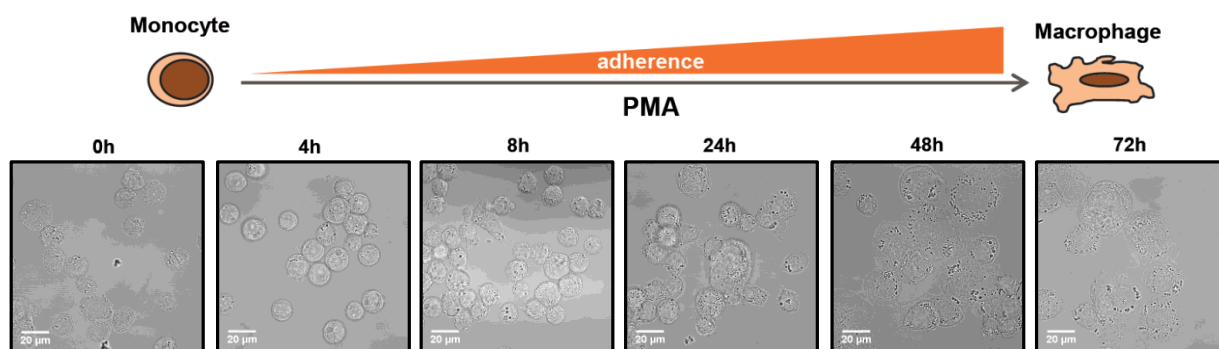 Monocyte
Macrophage
adherence
PMA
0h 4h 8h 24h 48h 72h
20 µm 20 µm 20 µm 20 µm 20 µm 20 µm